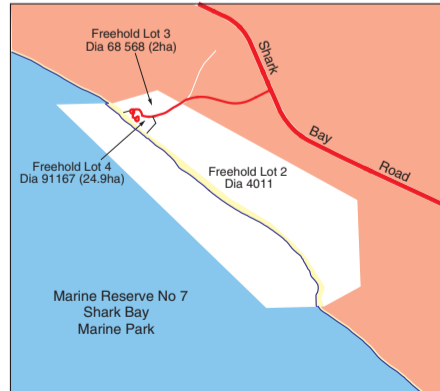 Freehold Lot 3
Dia 68 568 (2ha)
Shark
Bay
Road
Freehold Lot 4
Dia 91167 (24.9ha)
Freehold Lot 2
Dia 4011
Marine Reserve No 7
Shark Bay
Marine Park